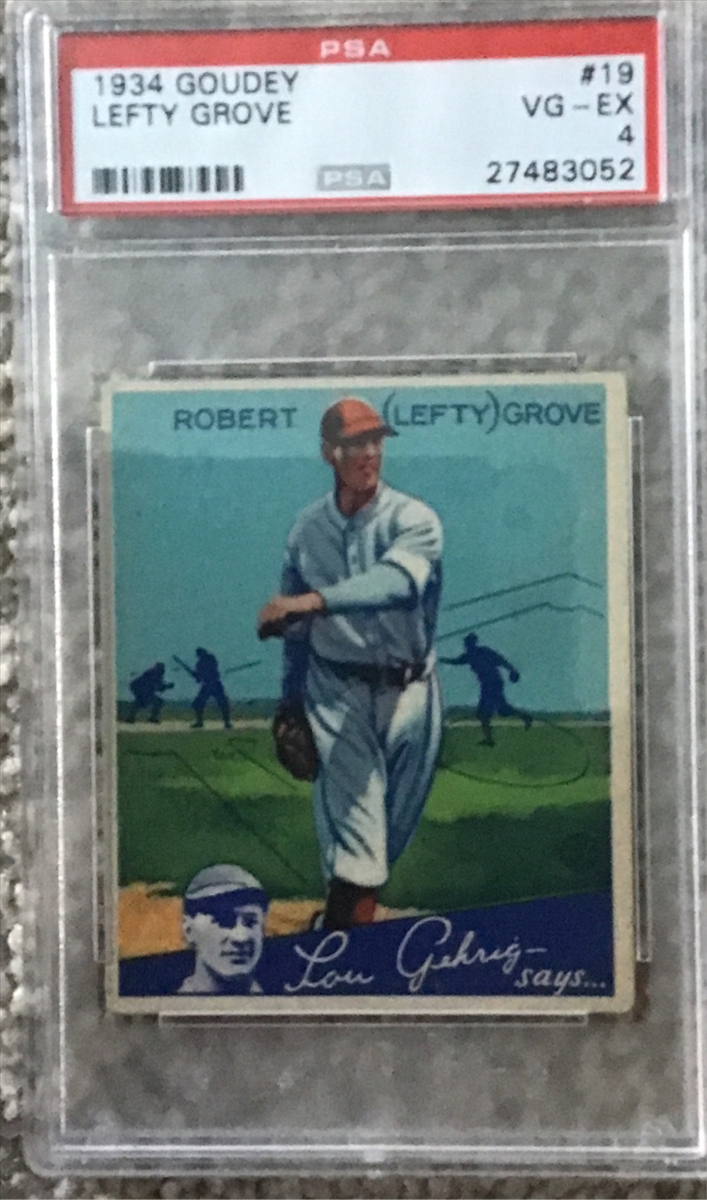 PSA
1934 GOUDEY #19
LEFTY GROVE VG - EX
4
PSA 27483052
ROBERT (LEFTY) GROVE
Lou Gehrig—
says...